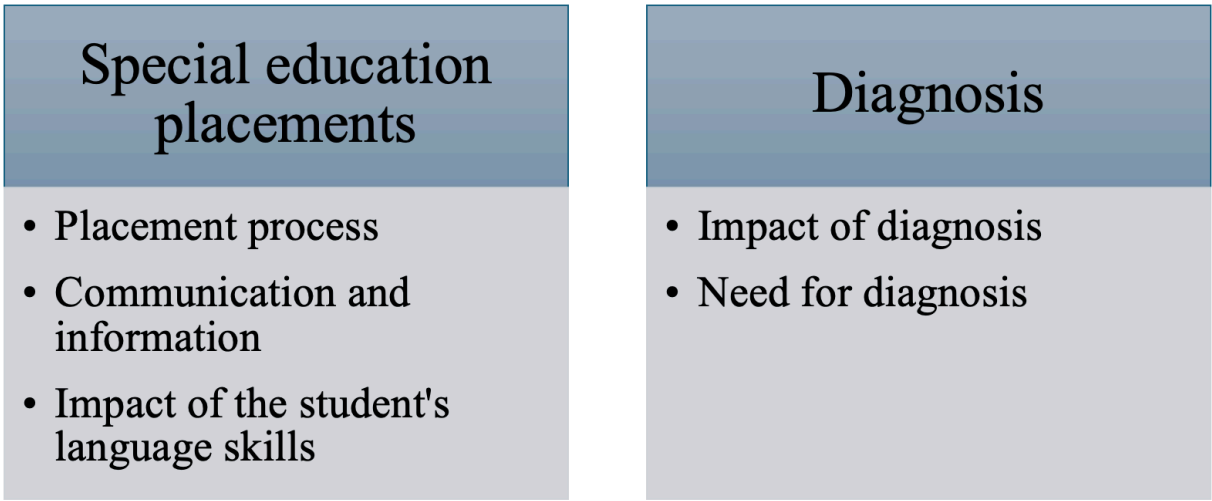 Special education
placements
• Placement process
• Communication and
information
• Impact of the student's
language skills
Diagnosis
• Impact of diagnosis
• Need for diagnosis